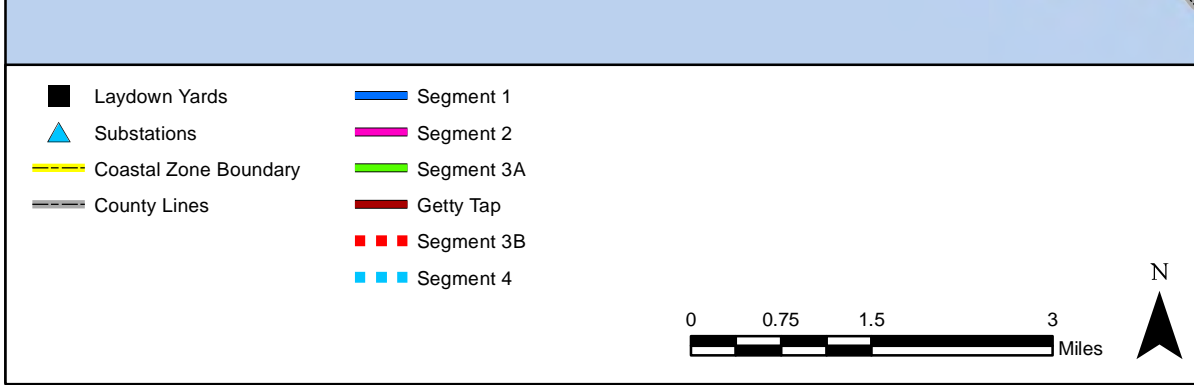 Laydown Yards
Substations
Coastal Zone Boundary
County Lines
Segment 1
Segment 2
Segment 3A
Getty Tap
Segment 3B
Segment 4
0 0.75 1.5 3
Miles
N